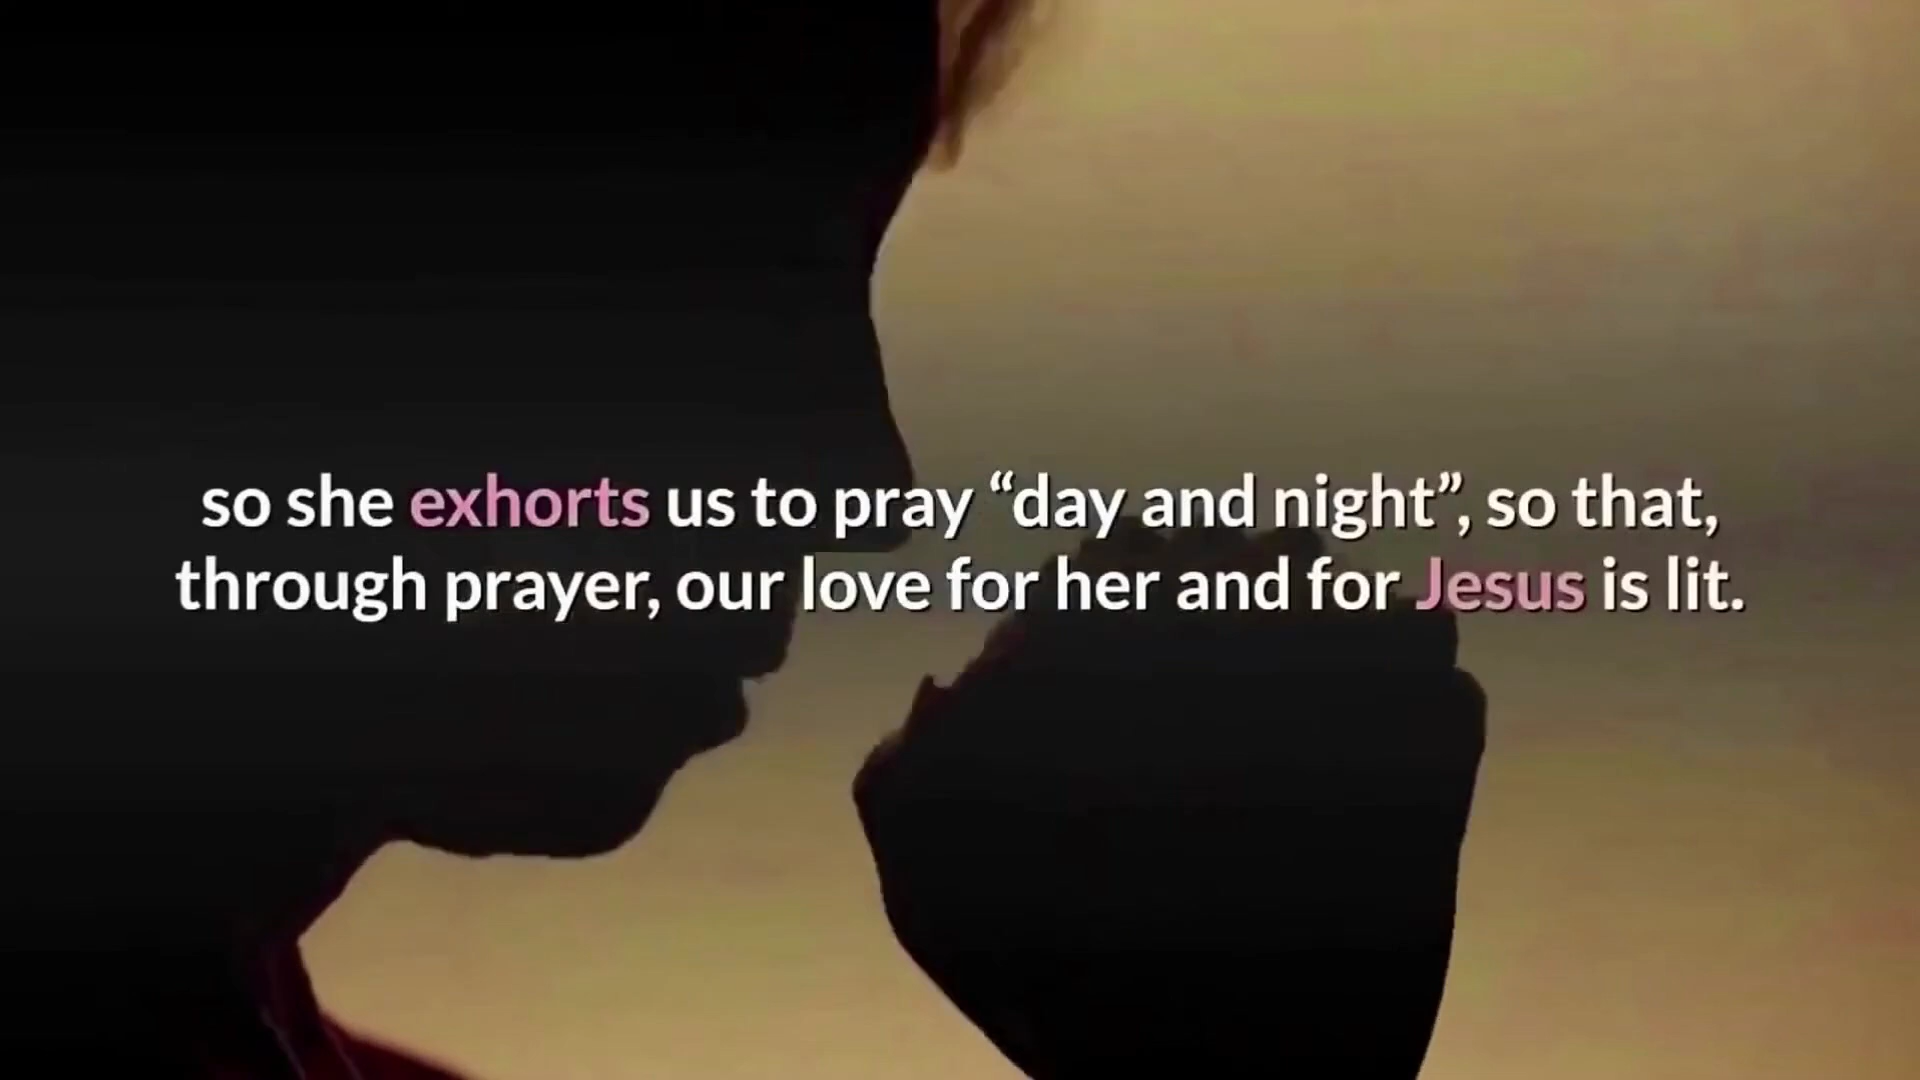 so she exhorts us to pray “day and night”, so that,
through prayer, our love for her and for Jesus is lit.